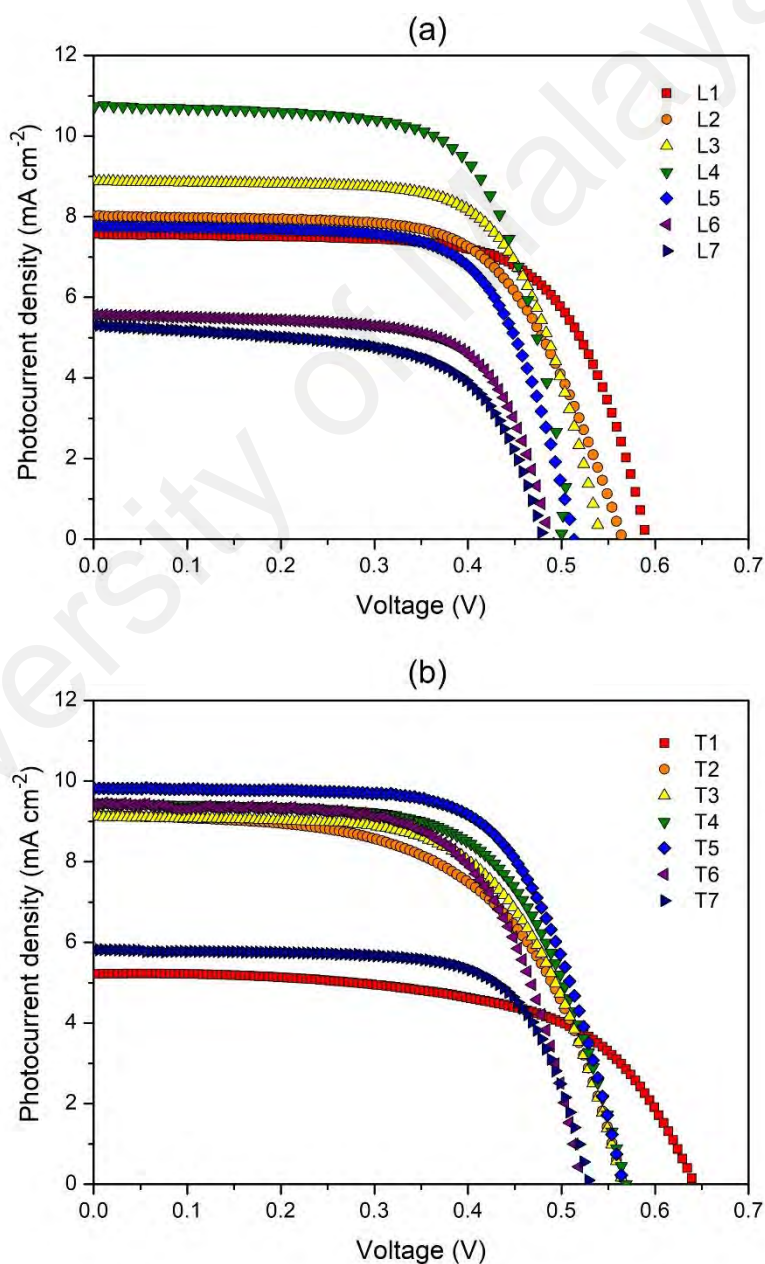 (a)
12
10
8
6
4
2
0
Photocurrent density (mA cm-2)
L1
L2
L3
L4
L5
L6
L7
0.0 0.1 0.2 0.3 0.4 0.5 0.6 0.7
Voltage (V)
(b)
12
10
8
6
4
2
0
Photocurrent density (mA cm-2)
T1
T2
T3
T4
T5
T6
T7
0.0 0.1 0.2 0.3 0.4 0.5 0.6 0.7
Voltage (V)
versity of Malaya